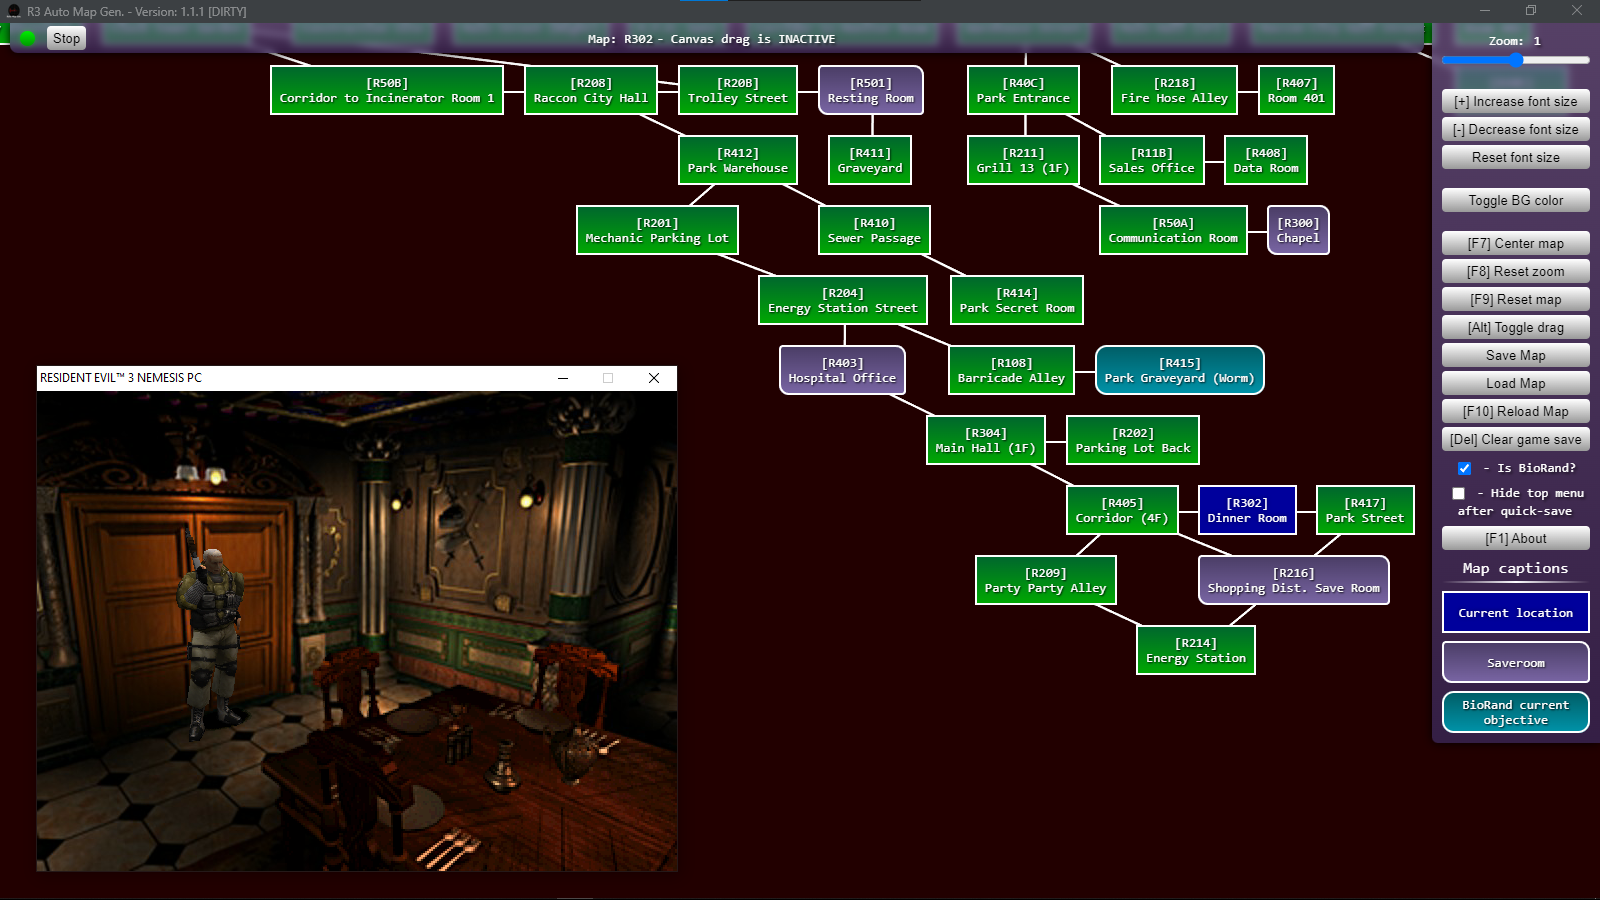 R3 Auto Map Gen. - Version: 1.1.1 [DIRTY]
Stop
Map: R302 - Canvas drag is INACTIVE
Zoom: 1
[R50B]
Corridor to Incinerator Room 1
[R208]
Raccon City Hall
[R20B]
Trolley Street
[R501]
Resting Room
[R40C]
Park Entrance
[R218]
Fire Hose Alley
[R407]
Room 401
[R412]
Park Warehouse
[R411]
Graveyard
[R211]
Grill 13 (1F)
[R11B]
Sales Office
[R408]
Data Room
[R201]
Mechanic Parking Lot
[R410]
Sewer Passage
[R50A]
Communication Room
[R300]
Chapel
[R204]
Energy Station Street
[R414]
Park Secret Room
[R403]
Hospital Office
[R108]
Barricade Alley
[R415]
Park Graveyard (Worm)
[R304]
Main Hall (1F)
[R202]
Parking Lot Back
[R405]
Corridor (4F)
[R302]
Dinner Room
[R417]
Park Street
[R209]
Party Party Alley
[R216]
Shopping Dist. Save Room
[R214]
Energy Station
RESIDENT EVIL™ 3 NEMESIS PC
[+] Increase font size
[-] Decrease font size
Reset font size
Toggle BG color
[F7] Center map
[F8] Reset zoom
[F9] Reset map
[Alt] Toggle drag
Save Map
Load Map
[F10] Reload Map
[Del] Clear game save
- Is BioRand?
- Hide top menu
after quick-save
[F1] About
Map captions
Current location
Saveroom
BioRand current
objective